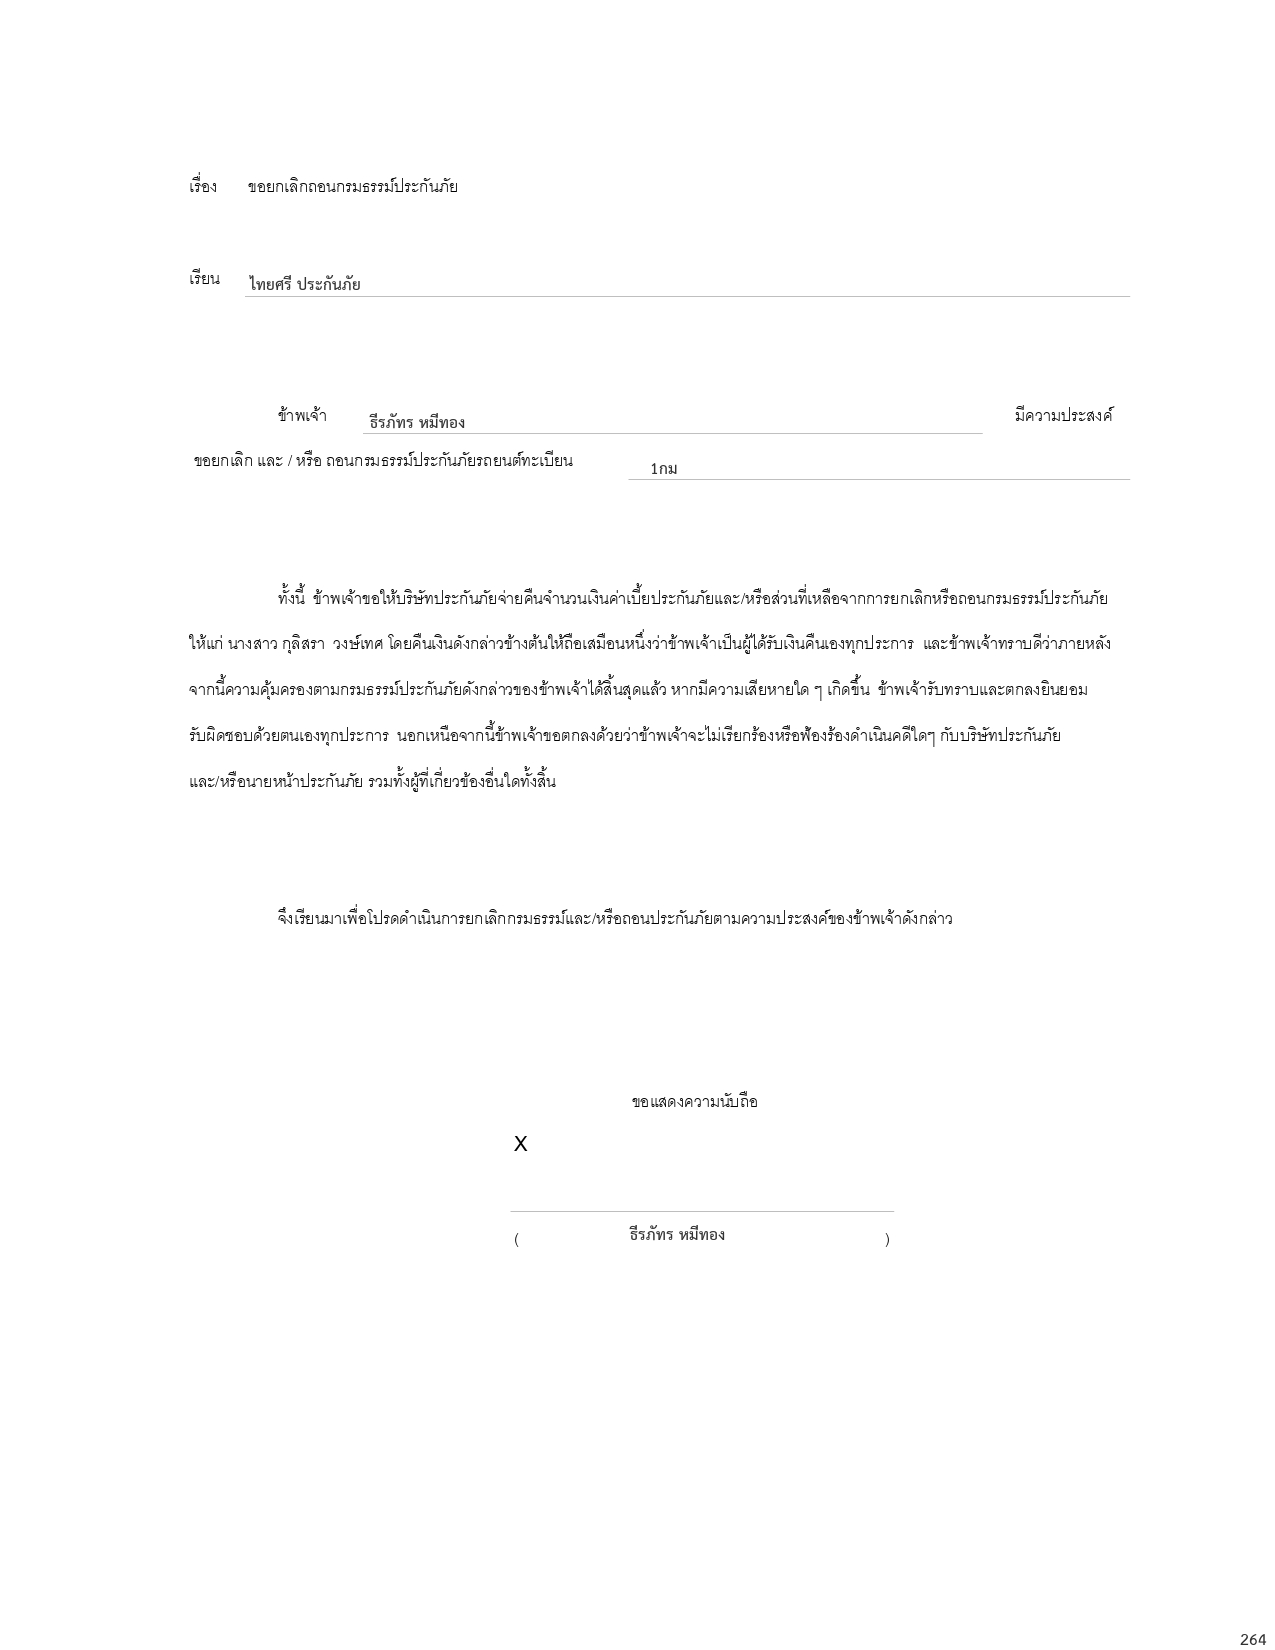 เรื่อง ขอยกเลิกถอนกรมธรรม์ประกันภัย
เรียน ไทยศรี ประกันภัย
ข้าพเจ้า ธีรภัทร หมีทอง มีความประสงค์
ขอยกเลิก และ / หรือ ถอนกรมธรรม์ประกันภัยรถยนต์ทะเบียน 1กม
ทั้งนี้ ข้าพเจ้าขอให้บริษัทประกันภัยจ่ายคืนจำนวนเงินค่าเบี้ยประกันภัยและ/หรือส่วนที่เหลือจากการยกเลิกหรือถอนกรมธรรม์ประกันภัย
ให้แก่ นางสาว กุลิสรา วงษ์เทศ โดยคืนเงินดังกล่าวข้างต้นให้ถือเสมือนหนึ่งว่าข้าพเจ้าเป็นผู้ได้รับเงินคืนเองทุกประการ และข้าพเจ้าทราบดีว่าภายหลัง
จากนี้ความคุ้มครองตามกรมธรรม์ประกันภัยดังกล่าวของข้าพเจ้าได้สิ้นสุดแล้ว หากมีความเสียหายใด ๆ เกิดขึ้น ข้าพเจ้ารับทราบและตกลงยินยอม
รับผิดชอบด้วยตนเองทุกประการ นอกเหนือจากนี้ข้าพเจ้าขอตกลงด้วยว่าข้าพเจ้าจะไม่เรียกร้องหรือฟ้องร้องดำเนินคดีใดๆ กับบริษัทประกันภัย
และ/หรือนายหน้าประกันภัย รวมทั้งผู้ที่เกี่ยวข้องอื่นใดทั้งสิ้น
จึงเรียนมาเพื่อโปรดดำเนินการยกเลิกกรมธรรม์และ/หรือถอนประกันภัยตามความประสงค์ของข้าพเจ้าดังกล่าว
ขอแสดงความนับถือ
X
( ธีรภัทร หมีทอง )
264